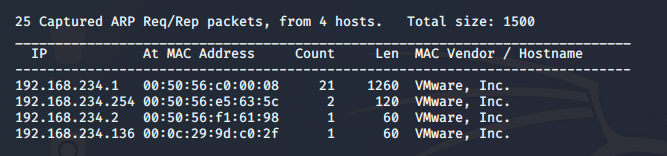 25 Captured ARP Req/Rep packets, from 4 hosts.   Total size: 1500
_____________________________________________________________________________
  IP            At MAC Address     Count     Len  MAC Vendor / Hostname
-----------------------------------------------------------------------------
192.168.234.1   00:50:56:c0:00:08     21    1260  VMware, Inc.
192.168.234.254 00:50:56:e5:63:5c      2     120  VMware, Inc.
192.168.234.2   00:50:56:f1:61:98      1      60  VMware, Inc.
192.168.234.136 00:0c:29:9d:c0:2f      1      60  VMware, Inc.